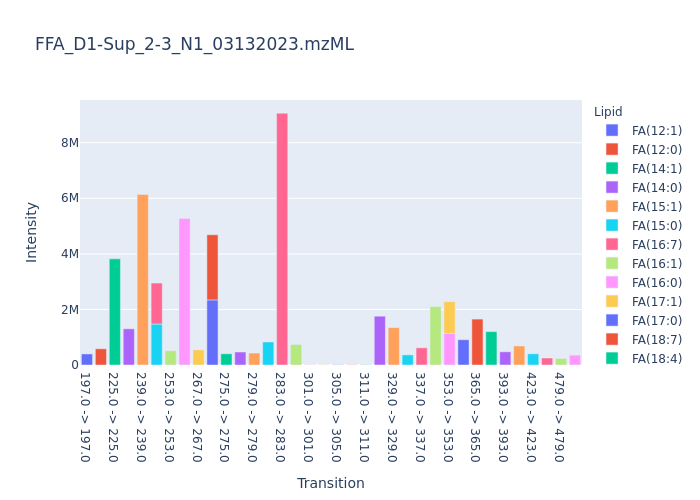 FFA_D1-Sup_2-3_N1_03132023.mzML
Lipid
FA(12:1)
FA(12:0)
FA(14:1)
FA(14:0)
FA(15:1)
FA(15:0)
FA(16:7)
FA(16:1)
FA(16:0)
FA(17:1)
FA(17:0)
FA(18:7)
FA(18:4)
Intensity
8M
6M
4M
2M
0
197.0 -> 197.0
225.0 -> 225.0
239.0 -> 239.0
253.0 -> 253.0
267.0 -> 267.0
275.0 -> 275.0
279.0 -> 279.0
283.0 -> 283.0
301.0 -> 301.0
305.0 -> 305.0
311.0 -> 311.0
329.0 -> 329.0
337.0 -> 337.0
353.0 -> 353.0
365.0 -> 365.0
393.0 -> 393.0
423.0 -> 423.0
479.0 -> 479.0
Transition